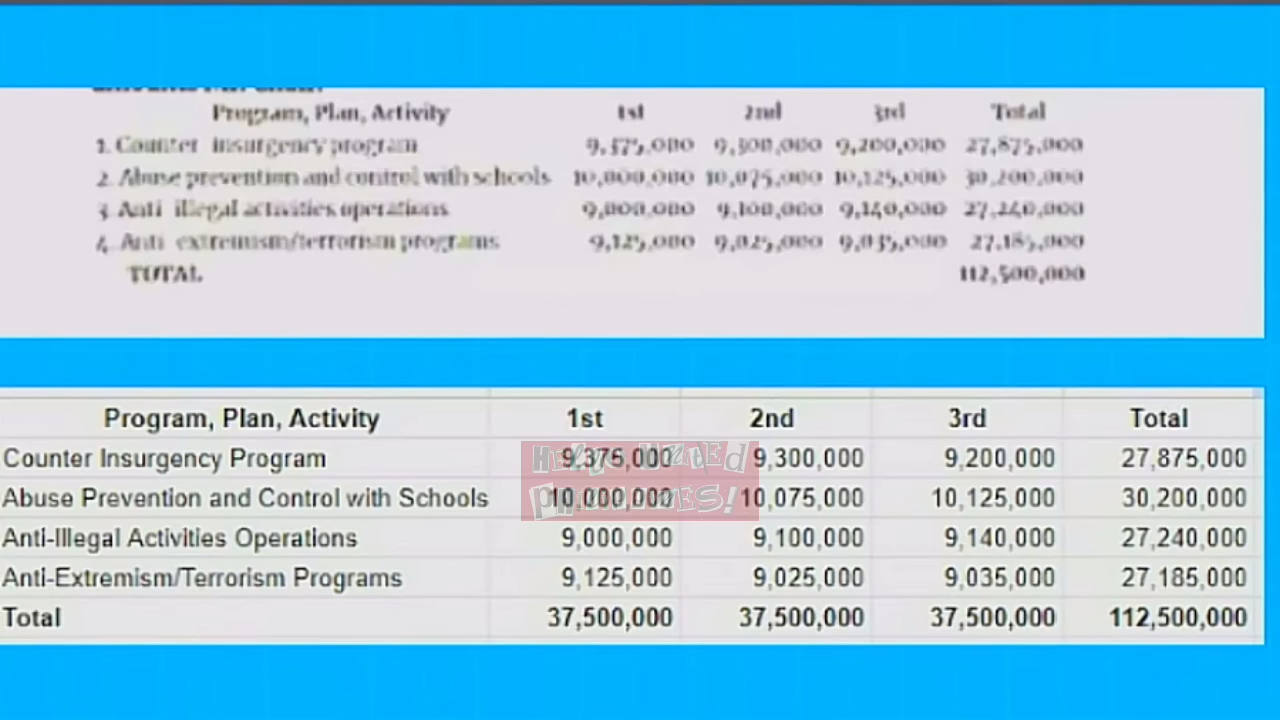 Program, Plan, Activity 1st 2nd 3rd Total
1. Counter insurgency program 9,375,000 9,300,000 9,200,000 27,875,000
2. Abuse prevention and control with schools 10,000,000 10,075,000 10,125,000 30,200,000
3. Anti illegal activities operations 9,000,000 9,100,000 9,140,000 27,240,000
4. Anti extremism/terrorism programs 9,125,000 9,025,000 9,035,000 27,185,000
TOTAL 112,500,000
Program, Plan, Activity 1st 2nd 3rd Total
Counter Insurgency Program 9,375,000 9,300,000 9,200,000 27,875,000
Abuse Prevention and Control with Schools 10,000,000 10,075,000 10,125,000 30,200,000
Anti-Illegal Activities Operations 9,000,000 9,100,000 9,140,000 27,240,000
Anti-Extremism/Terrorism Programs 9,125,000 9,025,000 9,035,000 27,185,000
Total 37,500,000 37,500,000 37,500,000 112,500,000